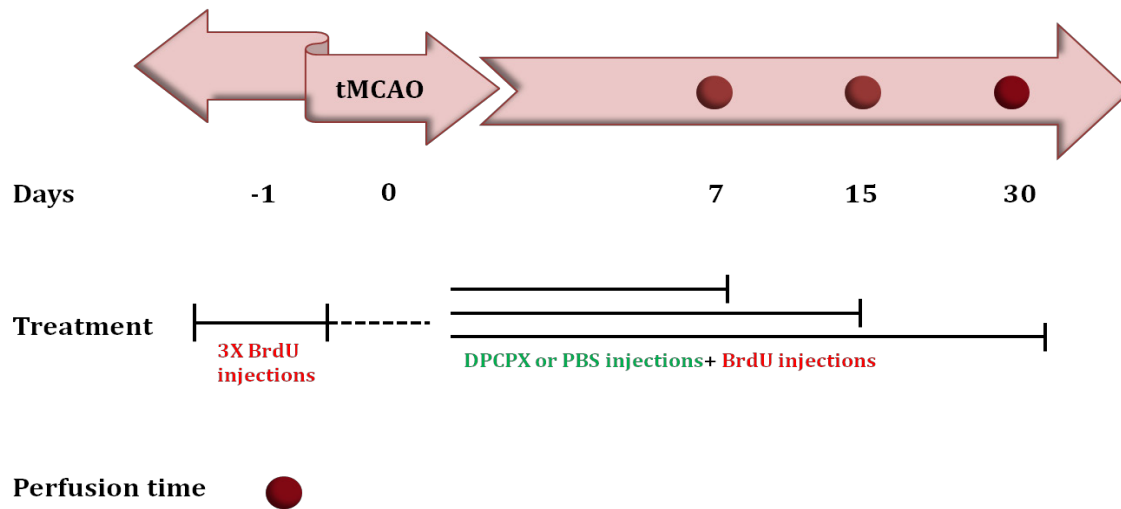 tMCAO
Days -1 0 7 15 30
Treatment
3X BrdU
injections
DPCPX or PBS injections+ BrdU injections
Perfusion time